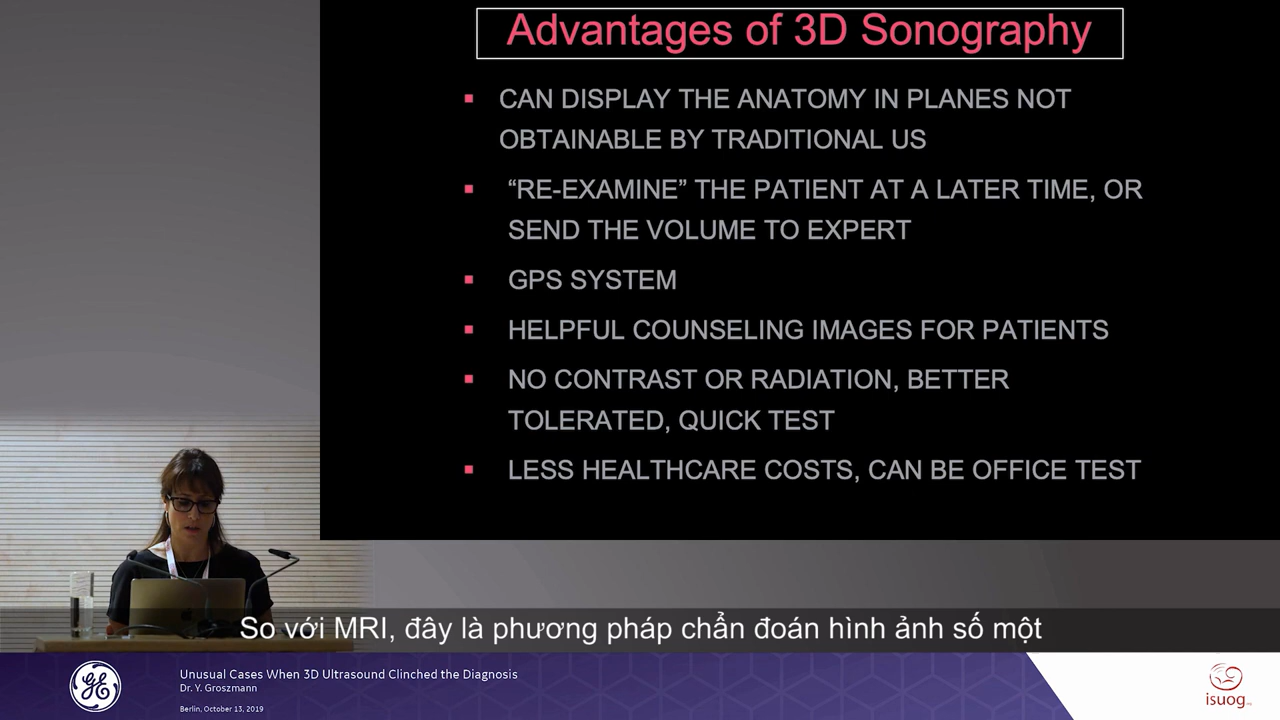 Advantages of 3D Sonography
▪ CAN DISPLAY THE ANATOMY IN PLANES NOT
OBTAINABLE BY TRADITIONAL US
▪ “RE-EXAMINE” THE PATIENT AT A LATER TIME, OR
SEND THE VOLUME TO EXPERT
▪ GPS SYSTEM
▪ HELPFUL COUNSELING IMAGES FOR PATIENTS
▪ NO CONTRAST OR RADIATION, BETTER
TOLERATED, QUICK TEST
▪ LESS HEALTHCARE COSTS, CAN BE OFFICE TEST
So với MRI, đây là phương pháp chẩn đoán hình ảnh số một
Unusual Cases When 3D Ultrasound Clinched the Diagnosis
Dr. Y. Groszmann
Berlin, October 13, 2019
GE
isuog